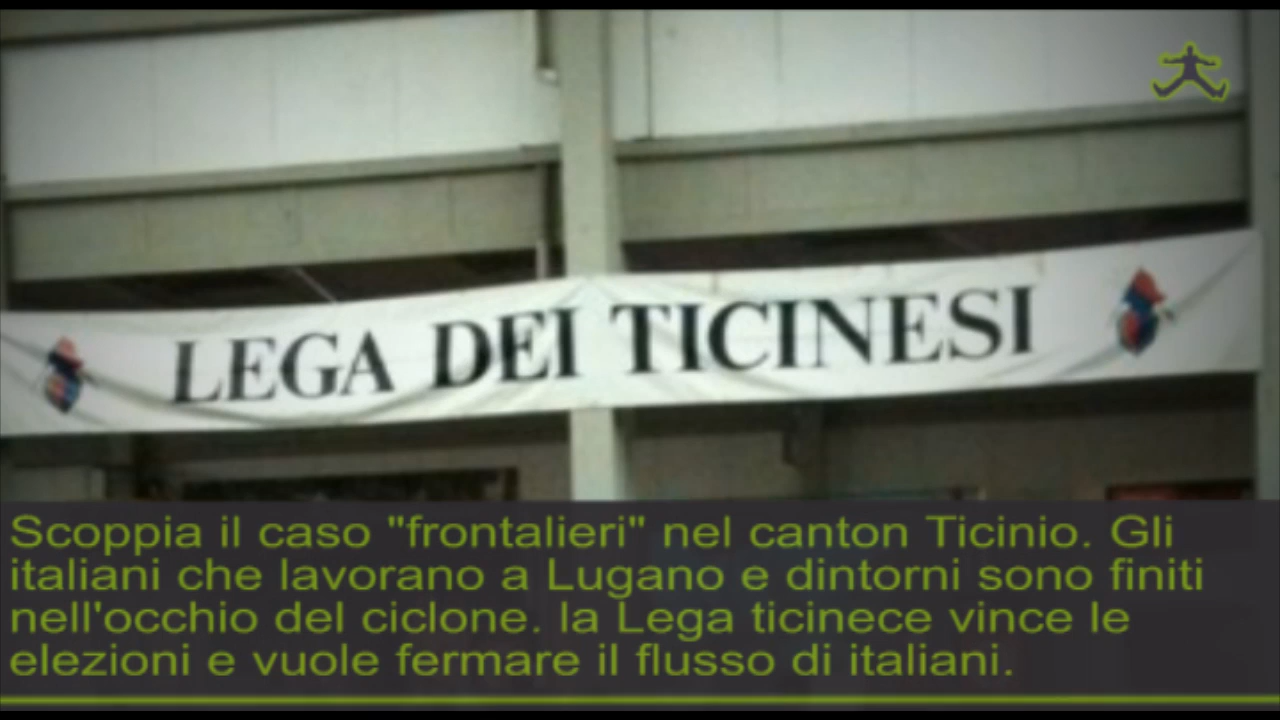 LEGA DEI TICINESI
Scoppia il caso "frontalieri" nel canton Ticinio. Gli
italiani che lavorano a Lugano e dintorni sono finiti
nell'occhio del ciclone. la Lega ticinece vince le
elezioni e vuole fermare il flusso di italiani.